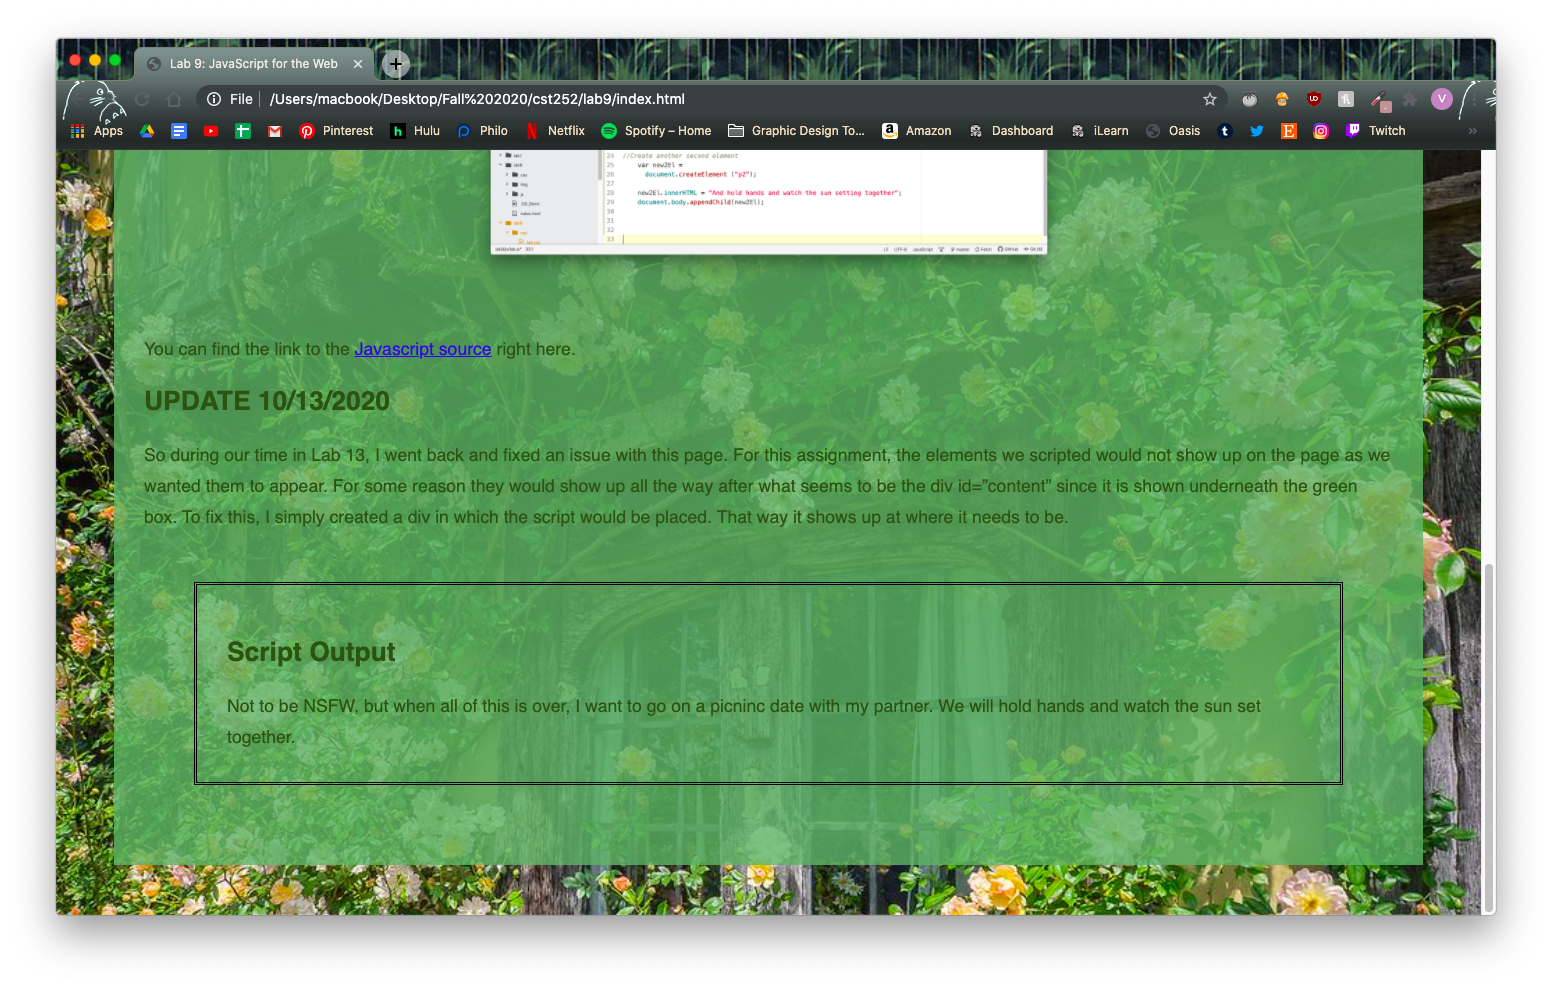 Lab 9: JavaScript for the Web
File /Users/macbook/Desktop/Fall%202020/cst252/lab9/index.html
Apps Pinterest Hulu Philo Netflix Spotify – Home Graphic Design To... Amazon Dashboard iLearn Oasis Twitch
24 //Create another second element
25 var new2El =
26 document.createElement ("p2");
27
28 new2El.innerHTML = "And hold hands and watch the sun setting together";
29 document.body.appendChild(new2El);
30
31
32
33
You can find the link to the Javascript source right here.
UPDATE 10/13/2020
So during our time in Lab 13, I went back and fixed an issue with this page. For this assignment, the elements we scripted would not show up on the page as we
wanted them to appear. For some reason they would show up all the way after what seems to be the div id=”content” since it is shown underneath the green
box. To fix this, I simply created a div in which the script would be placed. That way it shows up at where it needs to be.
Script Output
Not to be NSFW, but when all of this is over, I want to go on a picninc date with my partner. We will hold hands and watch the sun set
together.